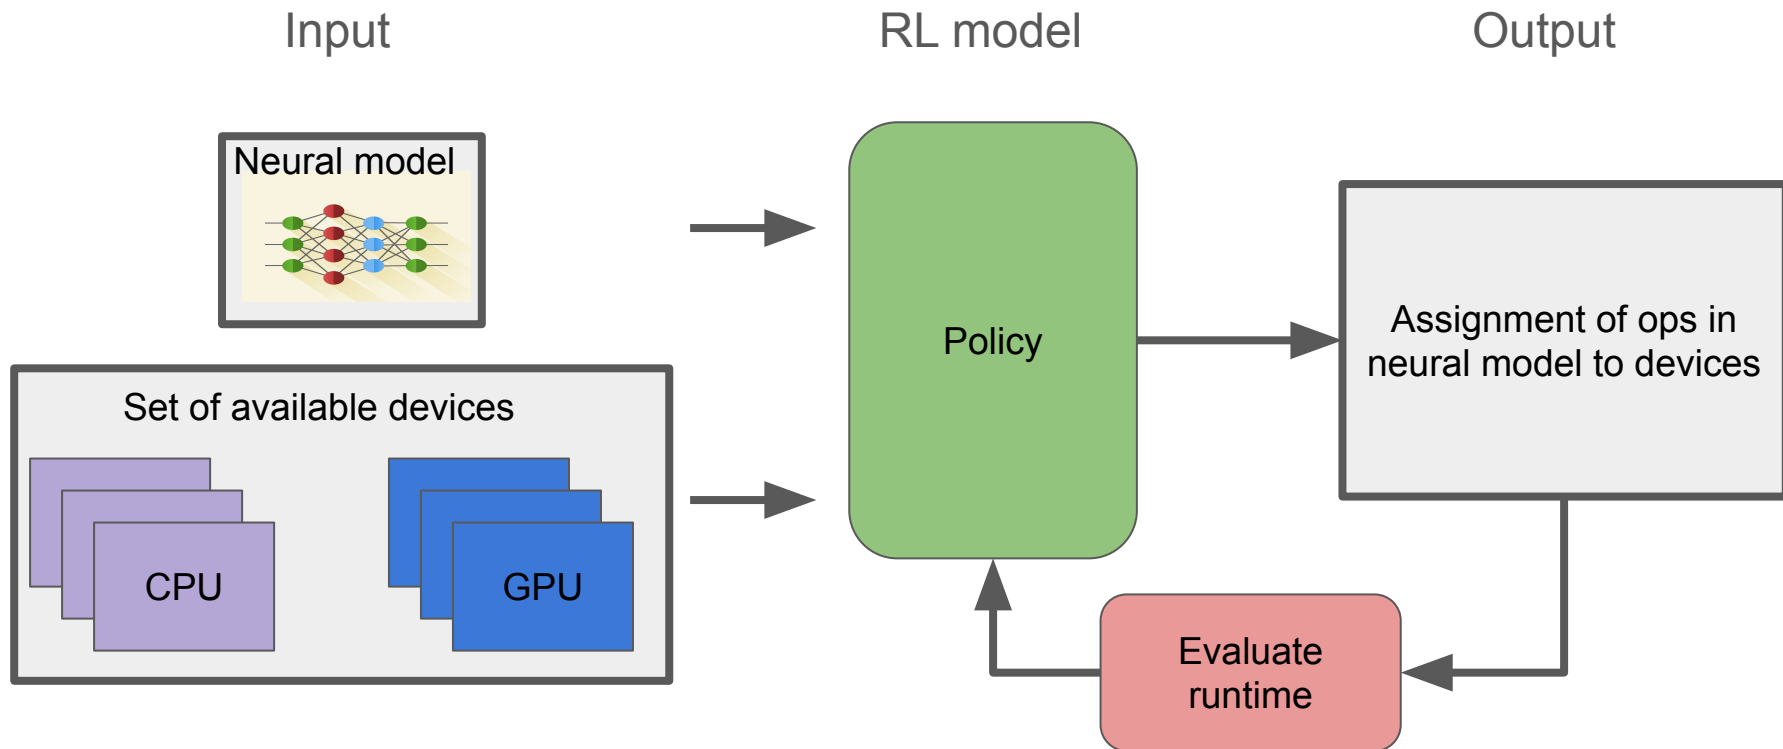 Input
RL model
Output
Neural model
Set of available devices
CPU
GPU
Policy
Assignment of ops in
neural model to devices
Evaluate
runtime